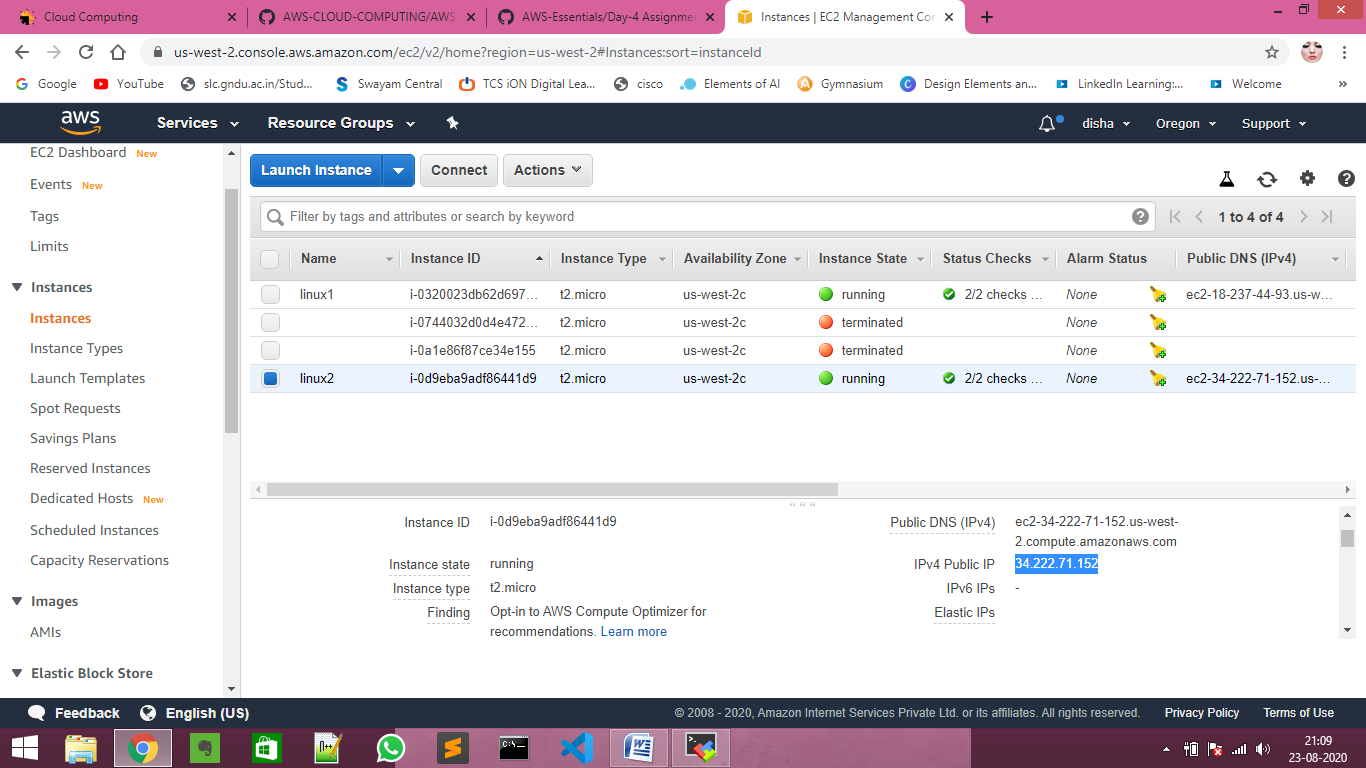 Cloud Computing
AWS-CLOUD-COMPUTING/AWS
AWS-Essentials/Day-4 Assignme
Instances | EC2 Management Co
us-west-2.console.aws.amazon.com/ec2/v2/home?region=us-west-2#Instances:sort=instanceId
Google YouTube slc.gndu.ac.in/Stud... Swayam Central TCS iON Digital Lea... cisco Elements of AI Gymnasium Design Elements an... LinkedIn Learning:... Welcome »
aws Services Resource Groups disha Oregon Support
EC2 Dashboard New
Events New
Tags
Limits
Instances
Instances
Instance Types
Launch Templates
Spot Requests
Savings Plans
Reserved Instances
Dedicated Hosts New
Scheduled Instances
Capacity Reservations
Images
AMIs
Elastic Block Store
Launch Instance Connect Actions
Filter by tags and attributes or search by keyword 1 to 4 of 4
Name Instance ID Instance Type Availability Zone Instance State Status Checks Alarm Status Public DNS (IPv4)
linux1 i-0320023db62d697... t2.micro us-west-2c running 2/2 checks ... None ec2-18-237-44-93.us-w...
i-0744032d0d4e472... t2.micro us-west-2c terminated None
i-0a1e86f87ce34e155 t2.micro us-west-2c terminated None
linux2 i-0d9eba9adf86441d9 t2.micro us-west-2c running 2/2 checks ... None ec2-34-222-71-152.us-...
Instance ID i-0d9eba9adf86441d9
Instance state running
Instance type t2.micro
Finding Opt-in to AWS Compute Optimizer for
recommendations. Learn more
Public DNS (IPv4) ec2-34-222-71-152.us-west-
2.compute.amazonaws.com
IPv4 Public IP 34.222.71.152
IPv6 IPs -
Elastic IPs
Feedback English (US) © 2008 - 2020, Amazon Internet Services Private Ltd. or its affiliates. All rights reserved. Privacy Policy Terms of Use
21:09
23-08-2020